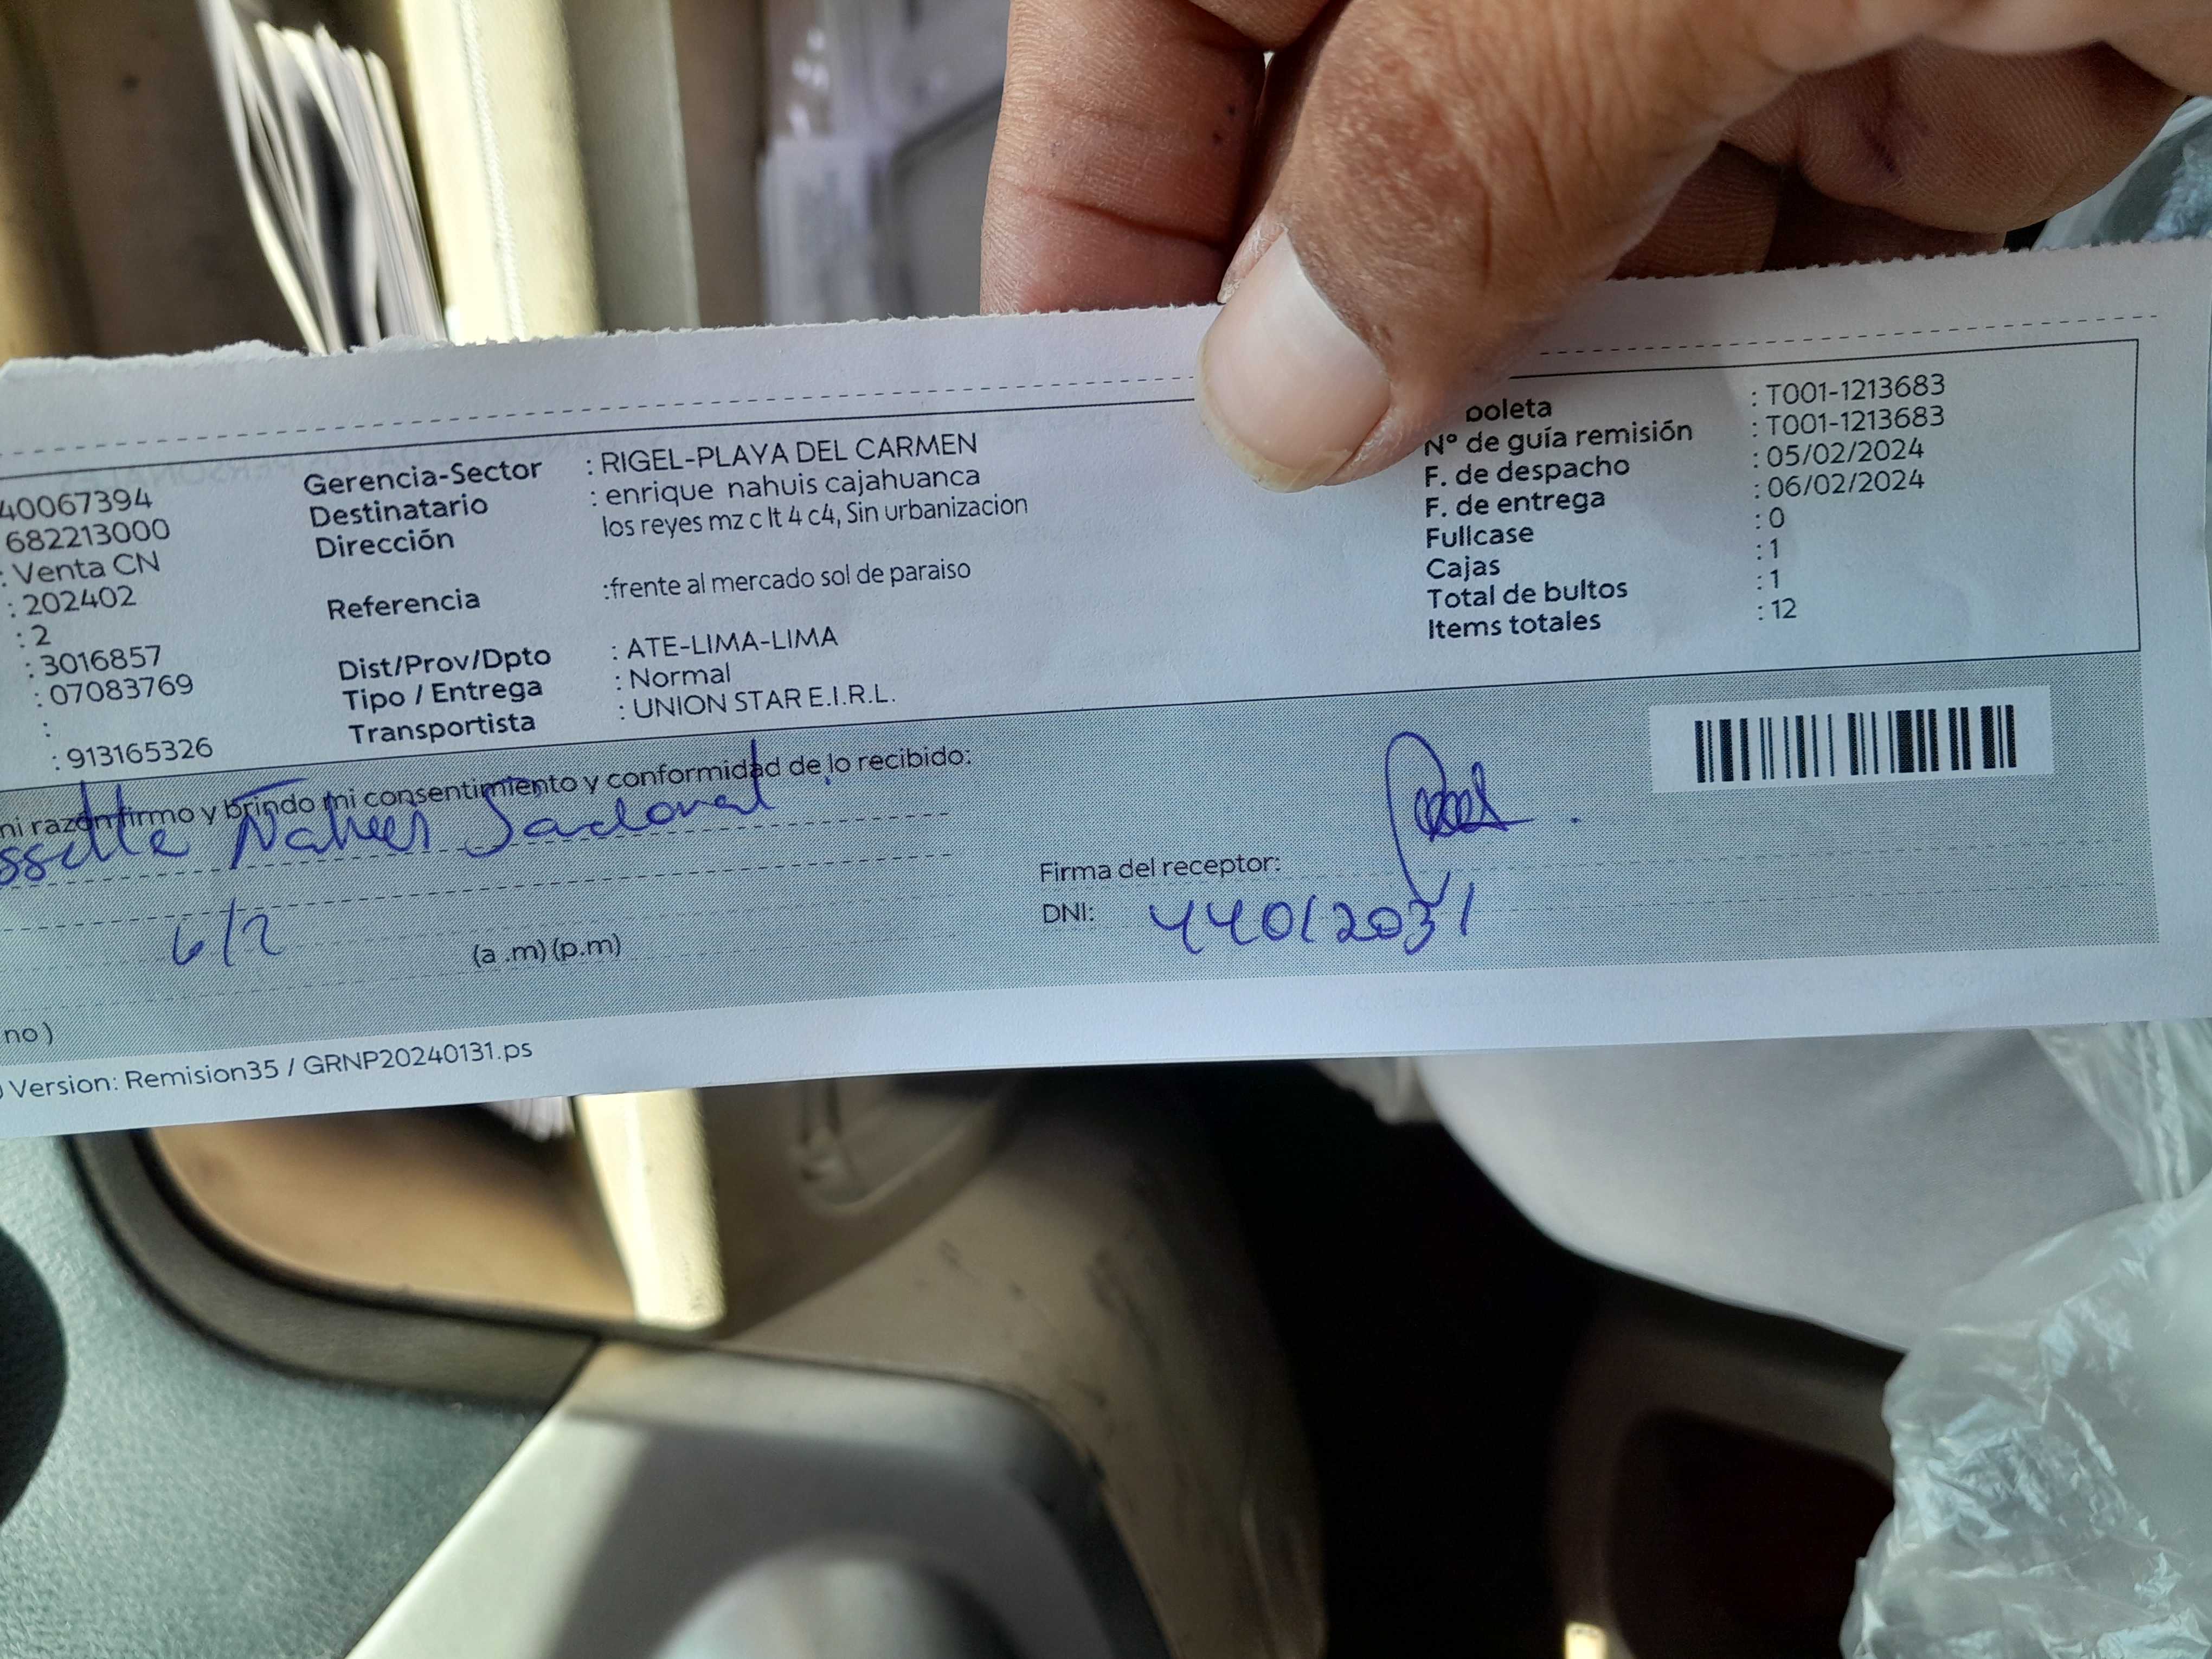 40067394
682213000
: Venta CN
: 202402
: 2
: 3016857
: 07083769
:
: 913165326
Gerencia-Sector : RIGEL-PLAYA DEL CARMEN
Destinatario : enrique nahuis cajahuanca
Dirección los reyes mz c lt 4 c4, Sin urbanizacion
Referencia :frente al mercado sol de paraiso
Dist/Prov/Dpto : ATE-LIMA-LIMA
Tipo / Entrega : Normal
Transportista : UNION STAR E.I.R.L.
boleta : T001-1213683
N° de guía remisión : T001-1213683
F. de despacho : 05/02/2024
F. de entrega : 06/02/2024
Fullcase : 0
Cajas : 1
Total de bultos : 1
Items totales : 12
mi razón firmo y brindo mi consentimiento y conformidad de lo recibido:
Firma del receptor:
6/2 (a .m) (p.m)
DNI: 44012031
no )
Version: Remision35 / GRNP20240131.ps